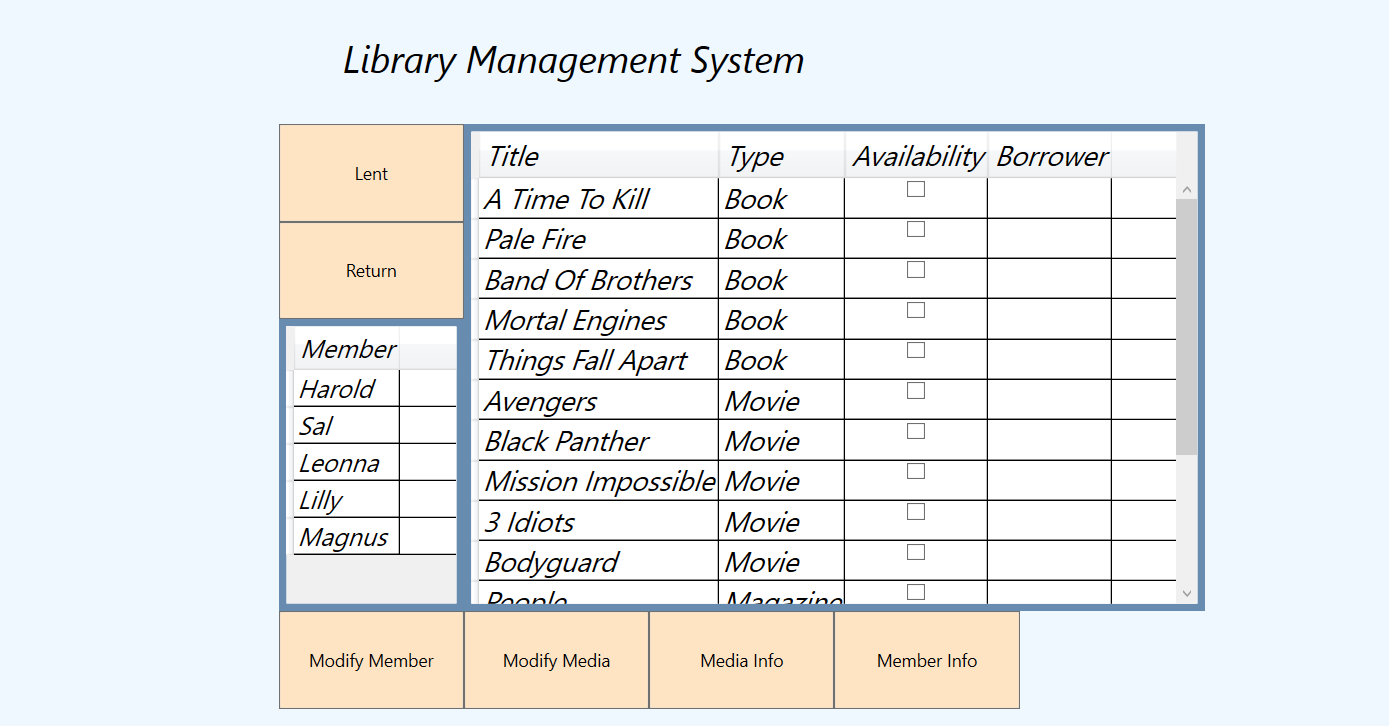 Library Management System
Lent
Return
Member
Harold
Sal
Leonna
Lilly
Magnus
Title Type Availability Borrower
A Time To Kill Book
Pale Fire Book
Band Of Brothers Book
Mortal Engines Book
Things Fall Apart Book
Avengers Movie
Black Panther Movie
Mission Impossible Movie
3 Idiots Movie
Bodyguard Movie
People Magazine
Modify Member Modify Media Media Info Member Info